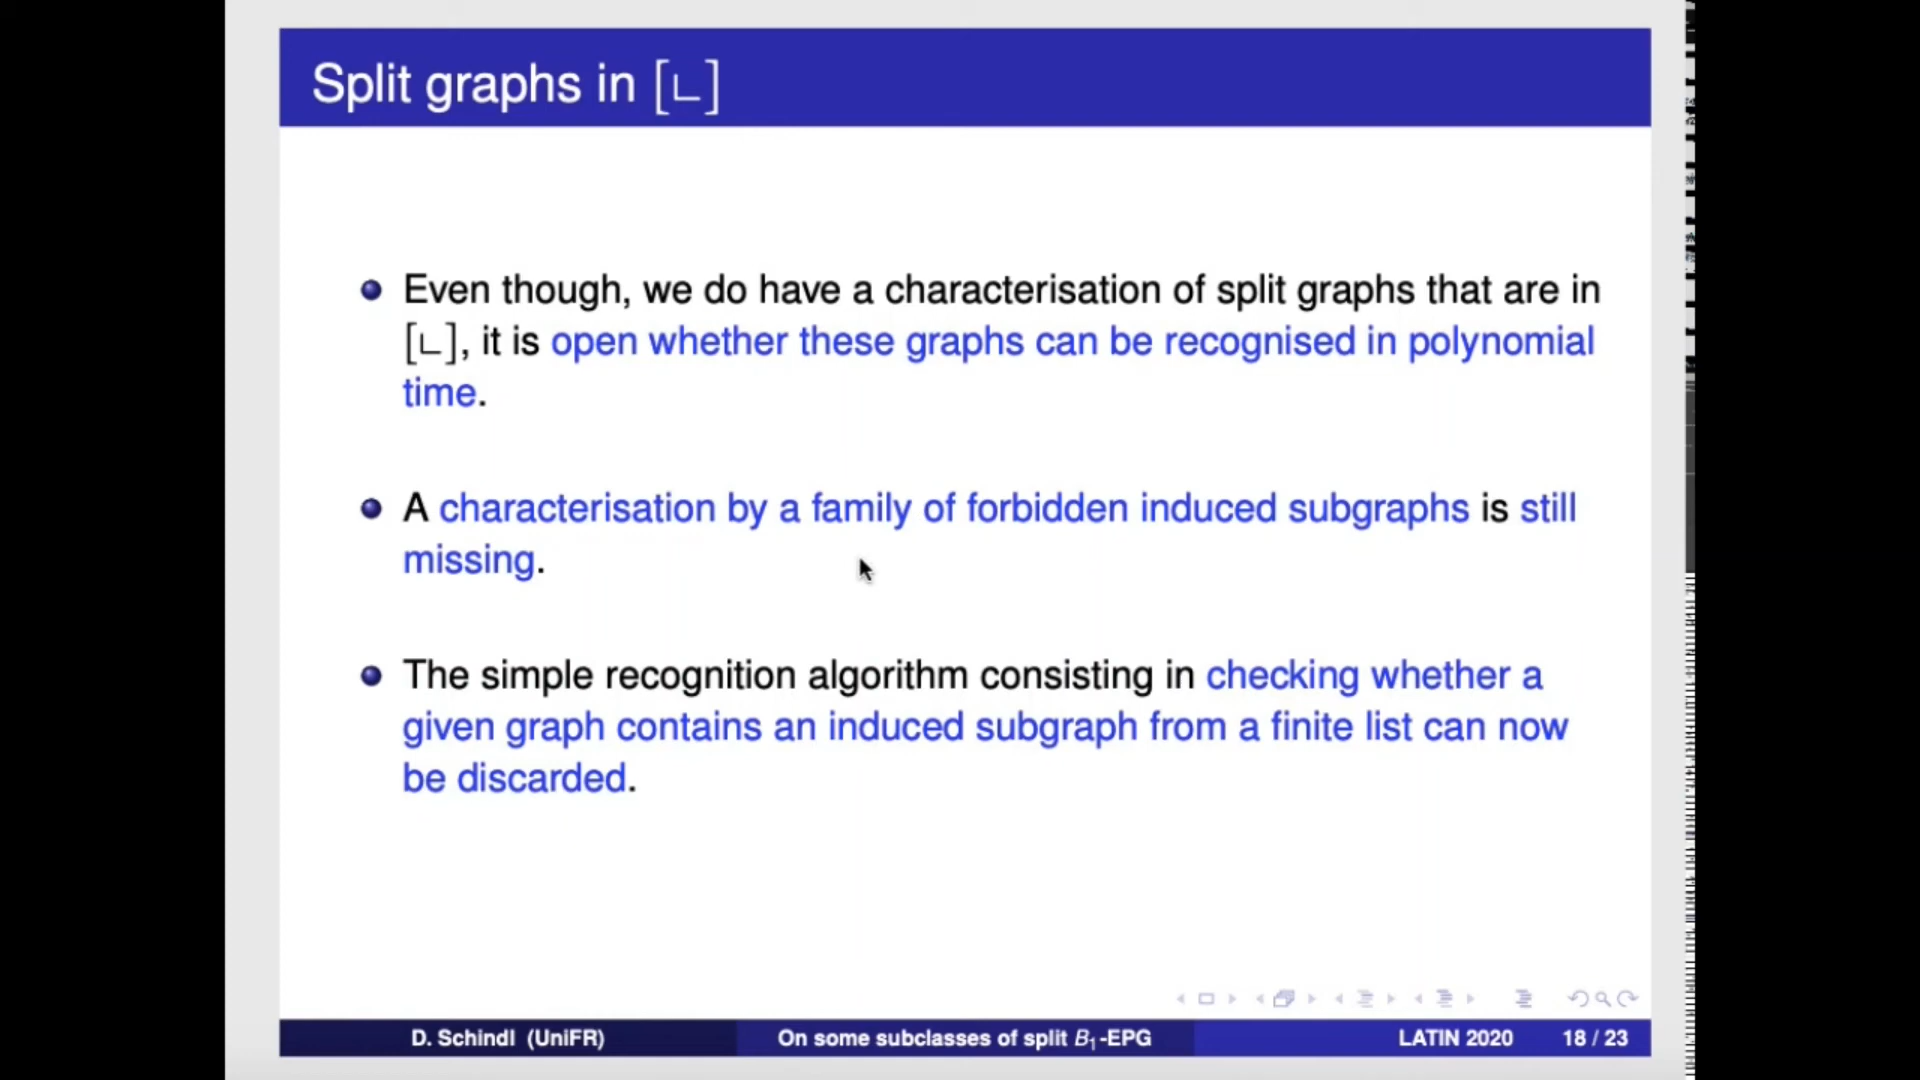 Split graphs in [∟]
Even though, we do have a characterisation of split graphs that are in
[∟], it is open whether these graphs can be recognised in polynomial
time.
A characterisation by a family of forbidden induced subgraphs is still
missing.
The simple recognition algorithm consisting in checking whether a
given graph contains an induced subgraph from a finite list can now
be discarded.
D. Schindl (UniFR) On some subclasses of split B₁-EPG LATIN 2020 18 / 23